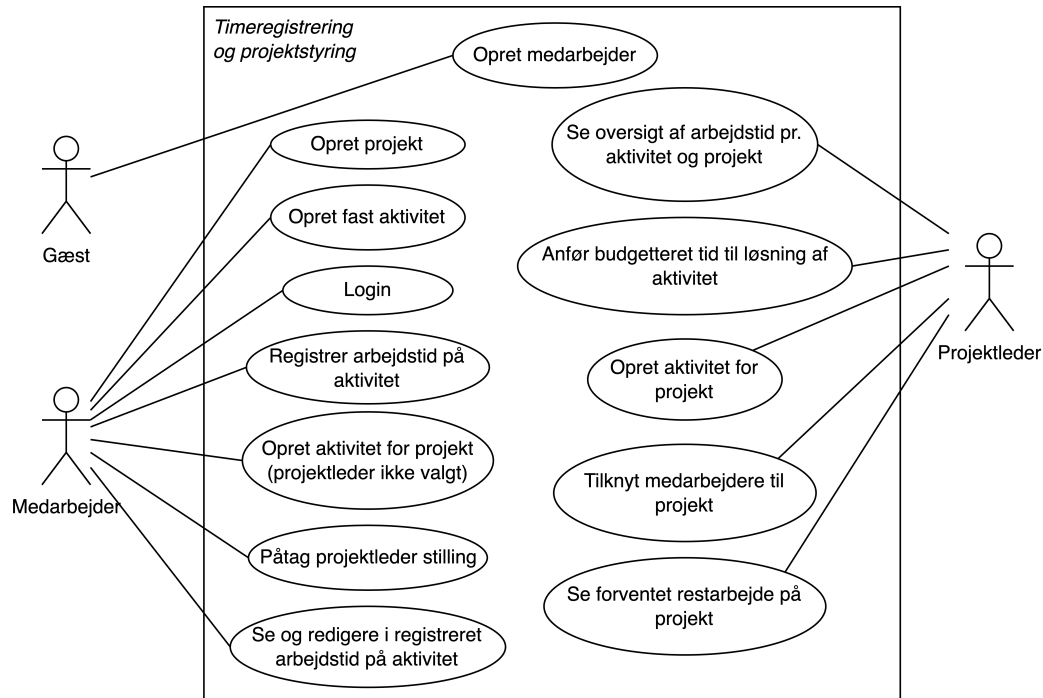 Timeregistrering
og projektstyring
Opret medarbejder
Gæst
Opret projekt
Opret fast aktivitet
Login
Registrer arbejdstid på
aktivitet
Opret aktivitet for projekt
(projektleder ikke valgt)
Påtag projektleder stilling
Se og redigere i registreret
arbejdstid på aktivitet
Medarbejder
Se oversigt af arbejdstid pr.
aktivitet og projekt
Anfør budgetteret tid til løsning af
aktivitet
Opret aktivitet for
projekt
Tilknyt medarbejdere til
projekt
Se forventet restarbejde på
projekt
Projektleder